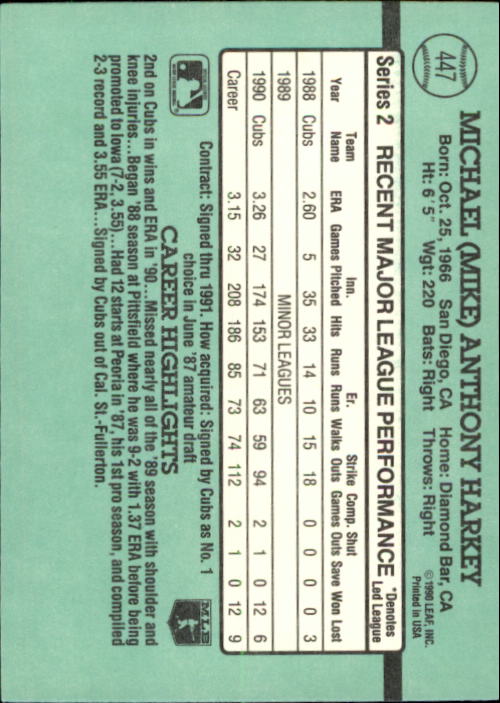 447
MICHAEL (MIKE) ANTHONY HARKEY
Born: Oct. 25, 1966 San Diego, CA Home: Diamond Bar, CA
Ht: 6' 5" Wgt: 220 Bats: Right Throws: Right
© 1990 LEAF, INC.
Printed in USA
Series 2 RECENT MAJOR LEAGUE PERFORMANCE *Denotes Led League
Team Inn. Er. Strike Comp. Shut
Year Name ERA Games Pitched Hits Runs Runs Walks Outs Games Outs Save Won Lost
1988 Cubs 2.60 5 35 33 14 10 15 18 0 0 0 0 3
1989 MINOR LEAGUES
1990 Cubs 3.26 27 174 153 71 63 59 94 2 1 0 12 6
Career 3.15 32 208 186 85 73 74 112 2 1 0 12 9
Contract: Signed thru 1991. How acquired: Signed by Cubs as No. 1
choice in June '87 amateur draft
MLB
CAREER HIGHLIGHTS
2nd on Cubs in wins and ERA in '90...Missed nearly all of the '89 season with shoulder and
knee injuries...Began '88 season at Pittsfield where he was 9-2 with 1.37 ERA before being
promoted to Iowa (7-2, 3.55)...Had 12 starts at Peoria in '87, his 1st pro season, and compiled
2-3 record and 3.55 ERA...Signed by Cubs out of Cal. St.-Fullerton.